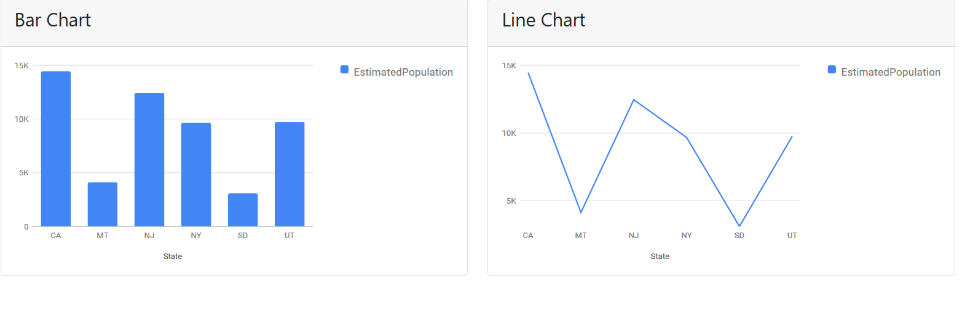 Bar Chart
15K
10K
5K
0
CA MT NJ NY SD UT
State
EstimatedPopulation
Line Chart
15K
10K
5K
CA MT NJ NY SD UT
State
EstimatedPopulation